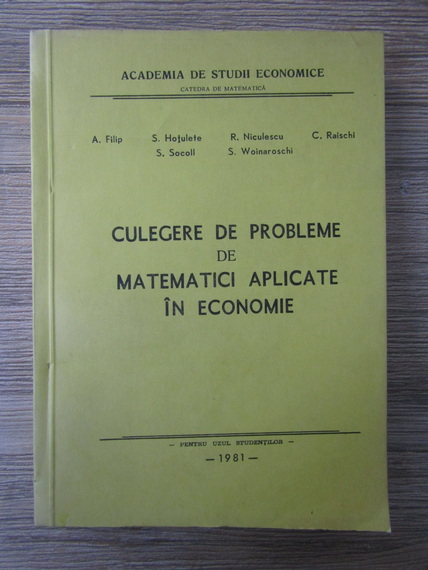 ACADEMIA DE STUDII ECONOMICE
CATEDRA DE MATEMATICĂ
A. Filip S. Hoțulete R. Niculescu C. Raischi
S. Socoll S. Woinaroschi
CULEGERE DE PROBLEME
DE
MATEMATICI APLICATE
ÎN ECONOMIE
— PENTRU UZUL STUDENȚILOR —
— 1981 —